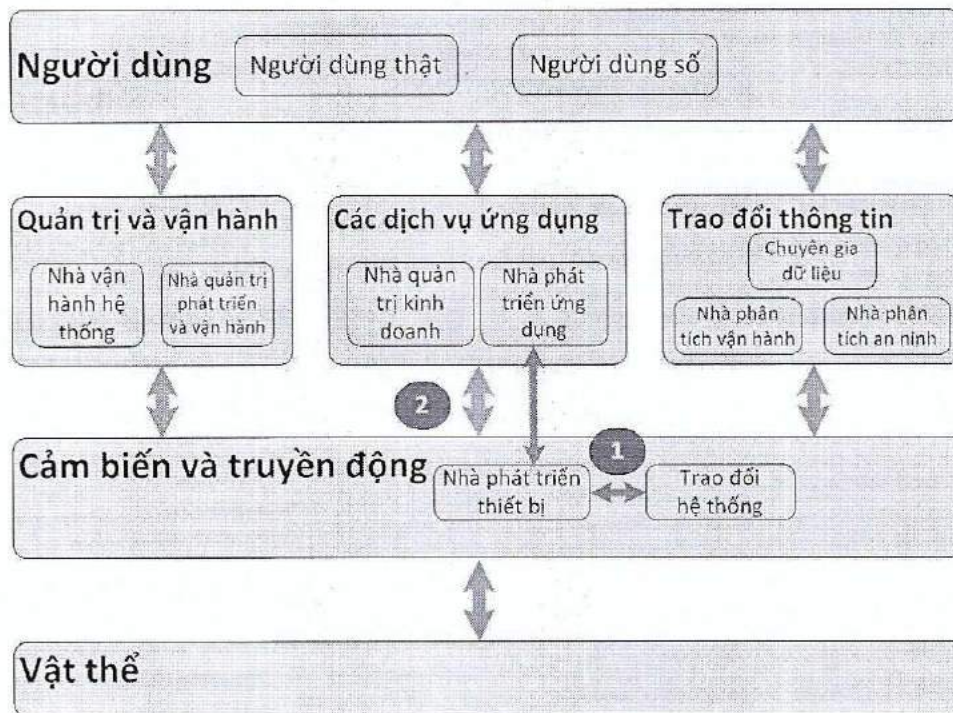 Người dùng
Người dùng thật
Người dùng số
Quản trị và vận hành
Nhà vận
hành hệ
thống
Nhà quản trị
phát triển
và vận hành
Các dịch vụ ứng dụng
Nhà quản
trị kinh
doanh
Nhà phát
triển ứng
dụng
Trao đổi thông tin
Chuyên gia
dữ liệu
Nhà phân
tích vận hành
Nhà phân
tích an ninh
2
1
Cảm biến và truyền động
Nhà phát triển
thiết bị
Trao đổi
hệ thống
Vật thể